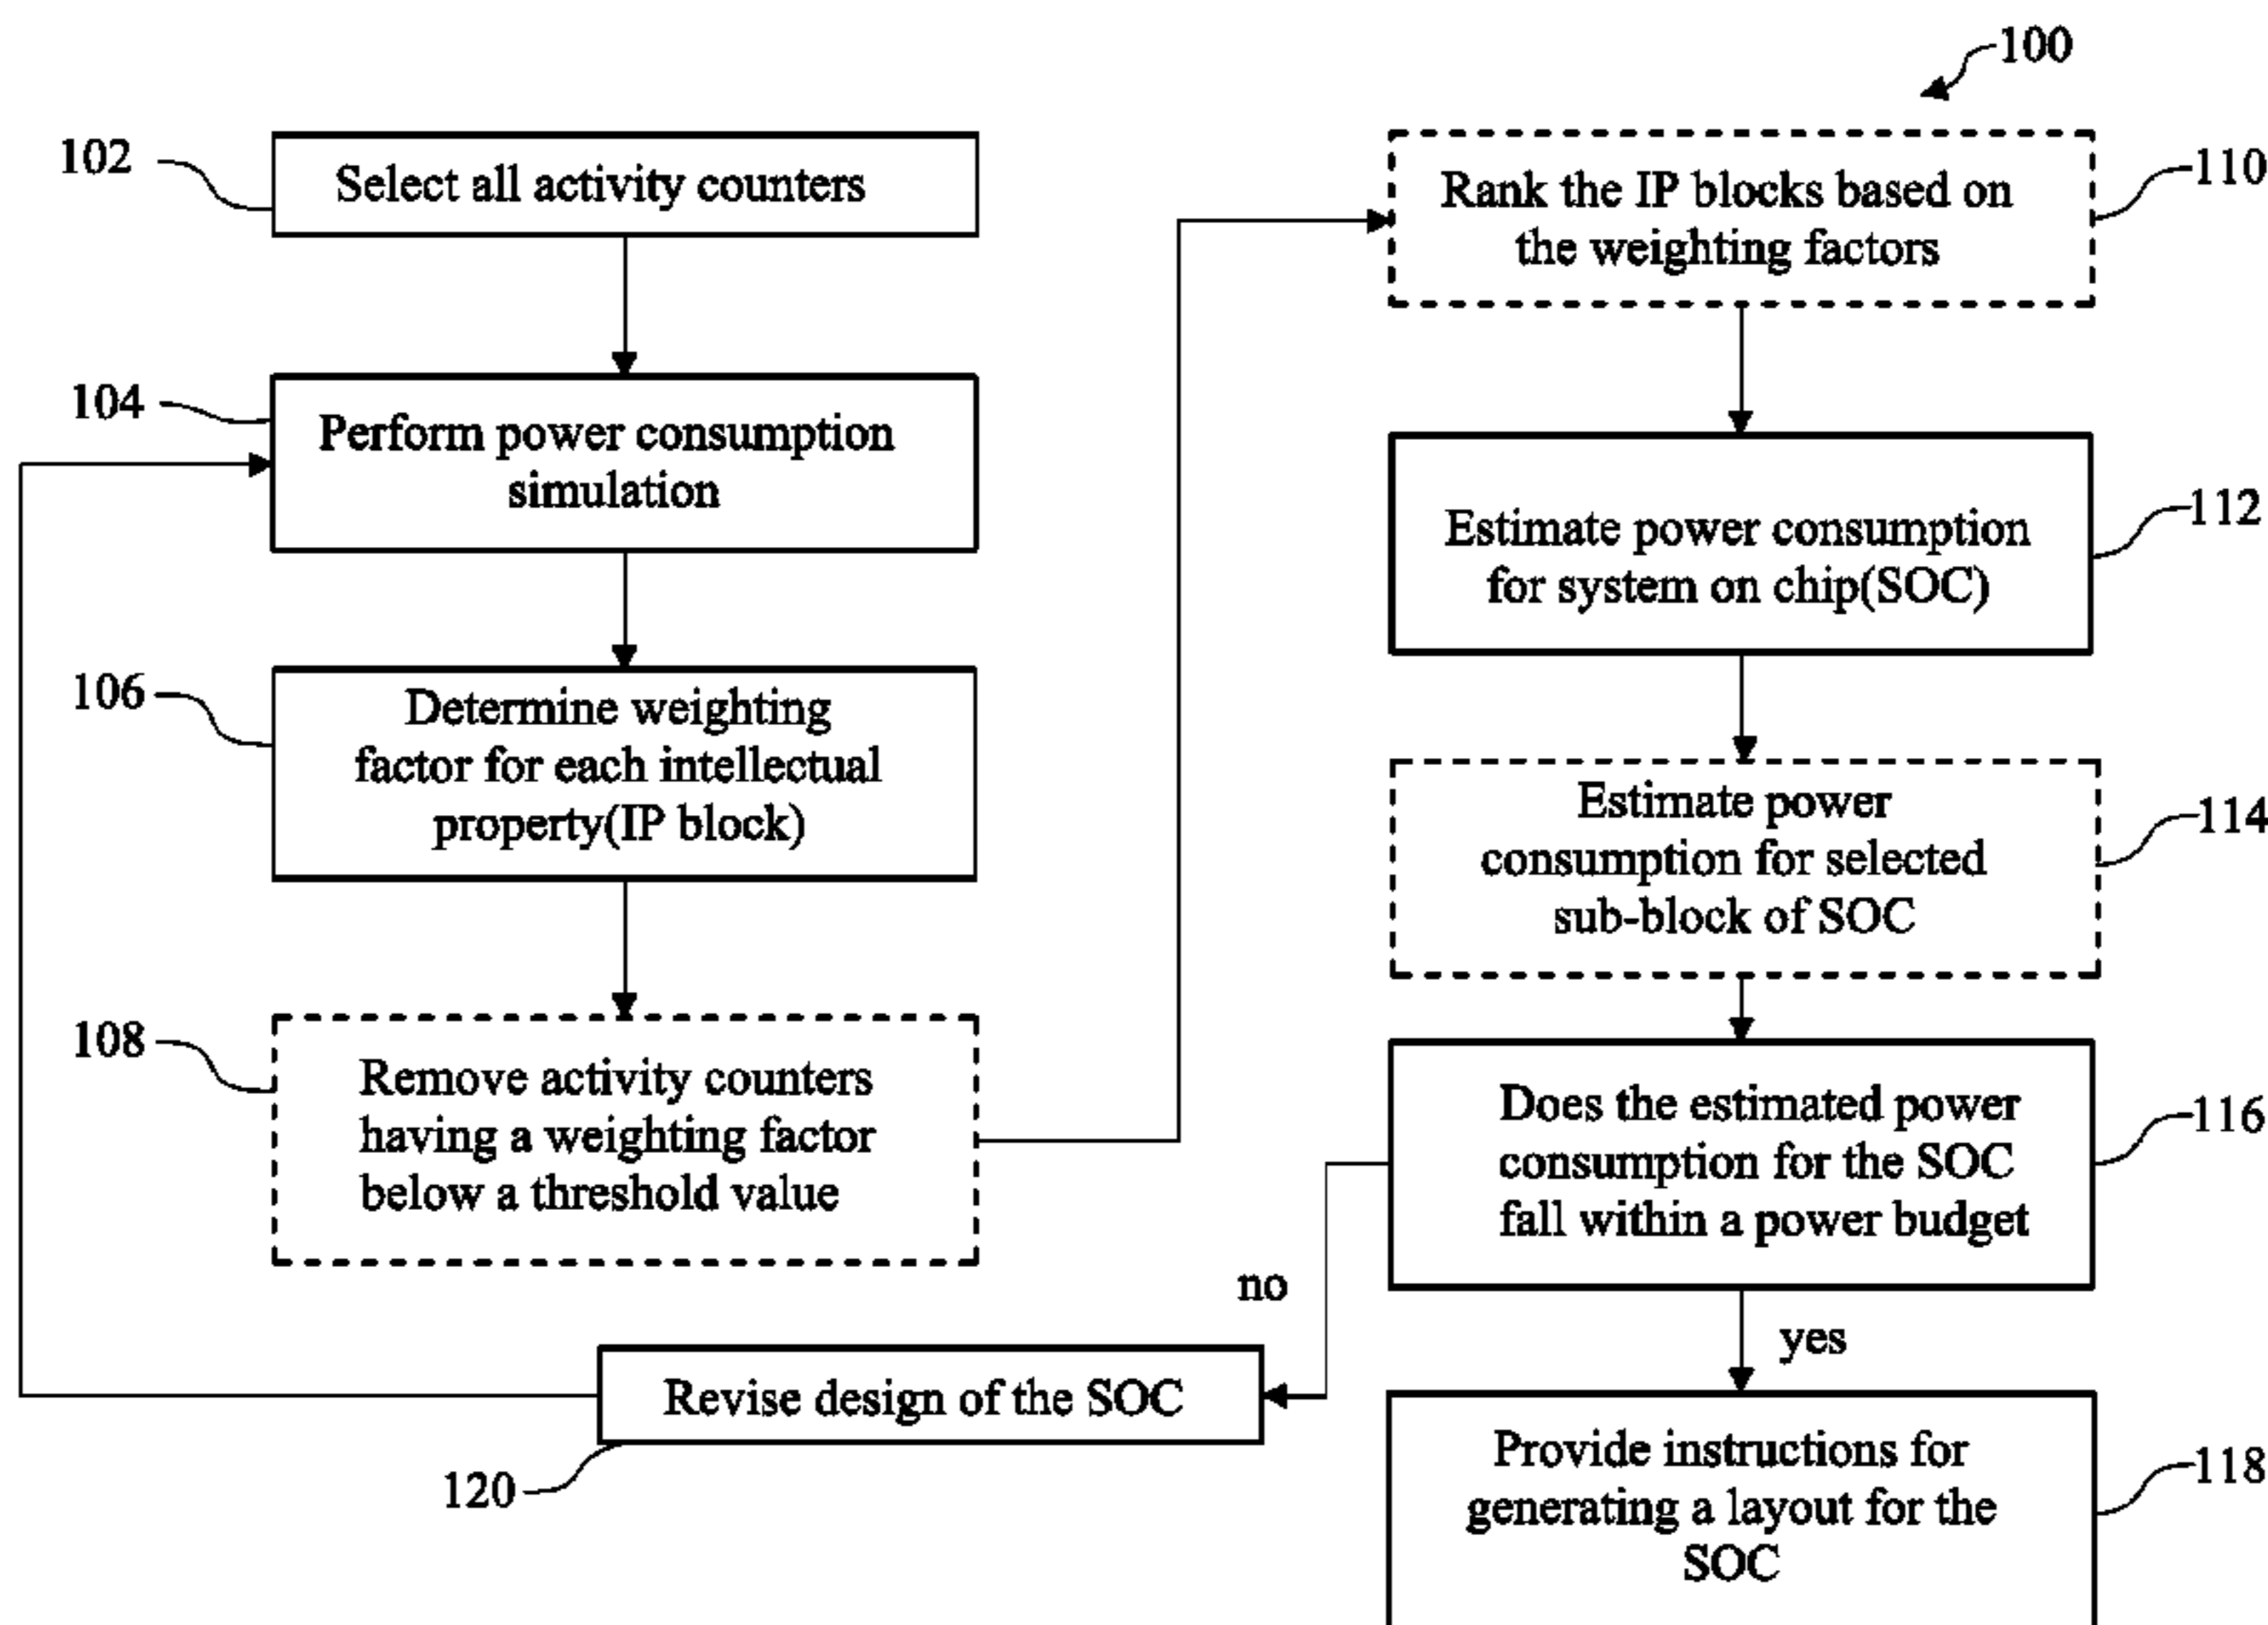 100
102
Select all activity counters
104
Perform power consumption
simulation
106
Determine weighting
factor for each intellectual
property(IP block)
108
Remove activity counters
having a weighting factor
below a threshold value
110
Rank the IP blocks based on
the weighting factors
112
Estimate power consumption
for system on chip(SOC)
114
Estimate power
consumption for selected
sub-block of SOC
116
Does the estimated power
consumption for the SOC
fall within a power budget
no
yes
Revise design of the SOC
120
118
Provide instructions for
generating a layout for the
SOC